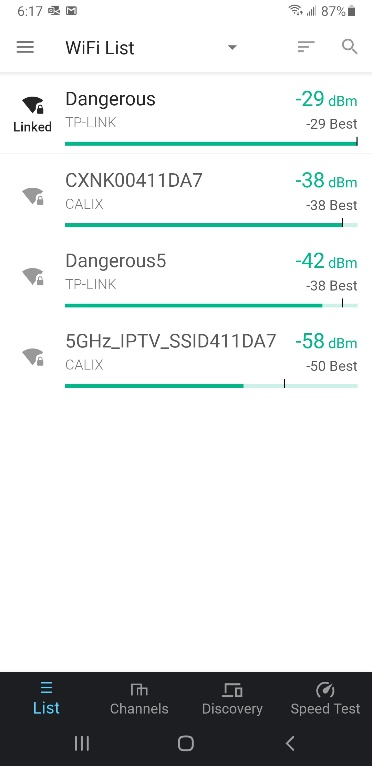 6:17 87%
WiFi List
Dangerous -29 dBm
Linked TP-LINK -29 Best
CXNK00411DA7 -38 dBm
CALIX -38 Best
Dangerous5 -42 dBm
TP-LINK -38 Best
5GHz_IPTV_SSID411DA7 -58 dBm
CALIX -50 Best
List Channels Discovery Speed Test